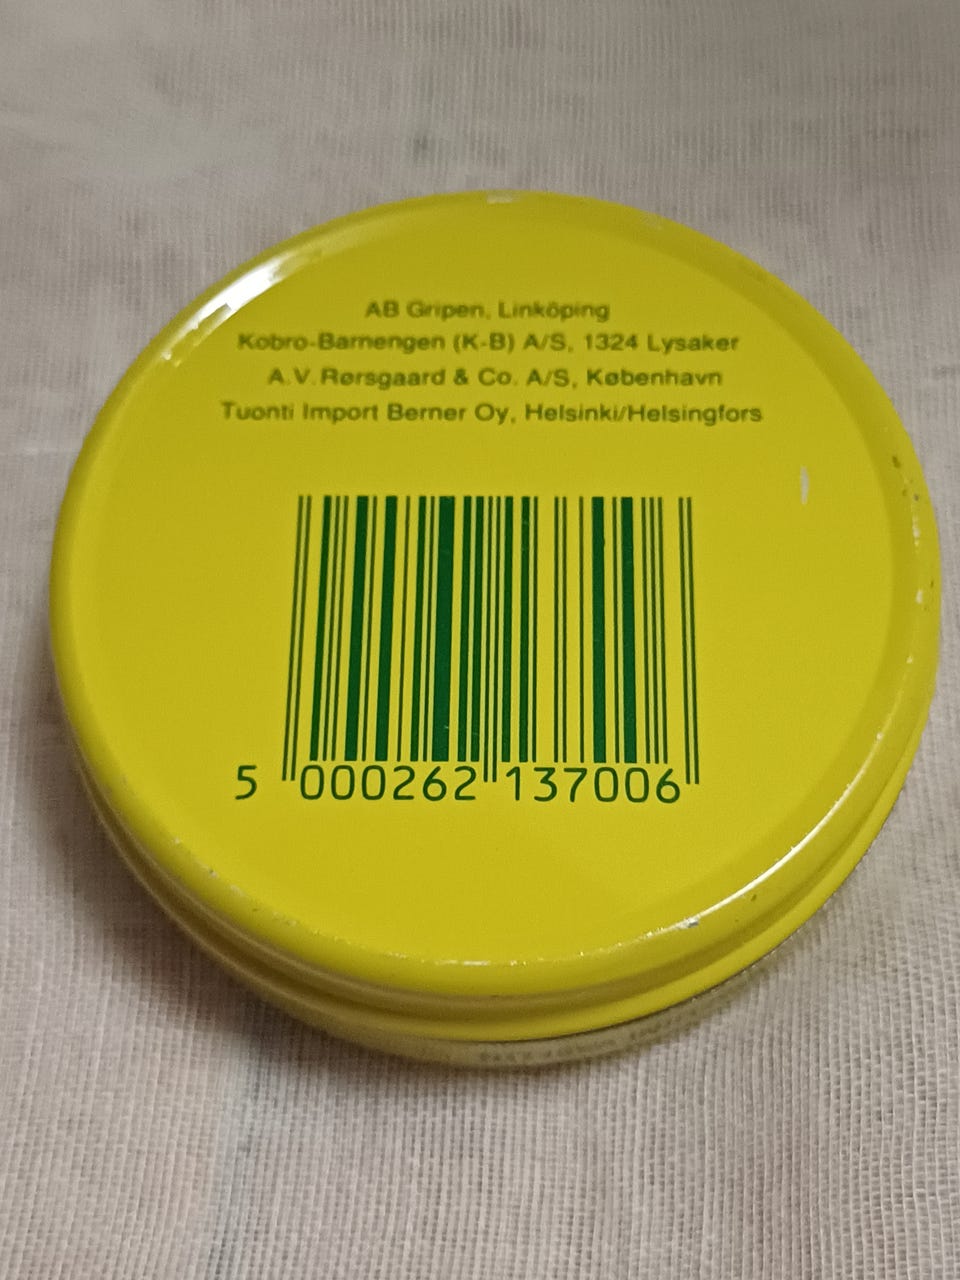 AB Gripen, Linköping
Kobro-Barnengen (K-B) A/S, 1324 Lysaker
A.V. Rørsgaard & Co. A/S, København
Tuonti Import Berner Oy, Helsinki/Helsingfors
5 000262 137006